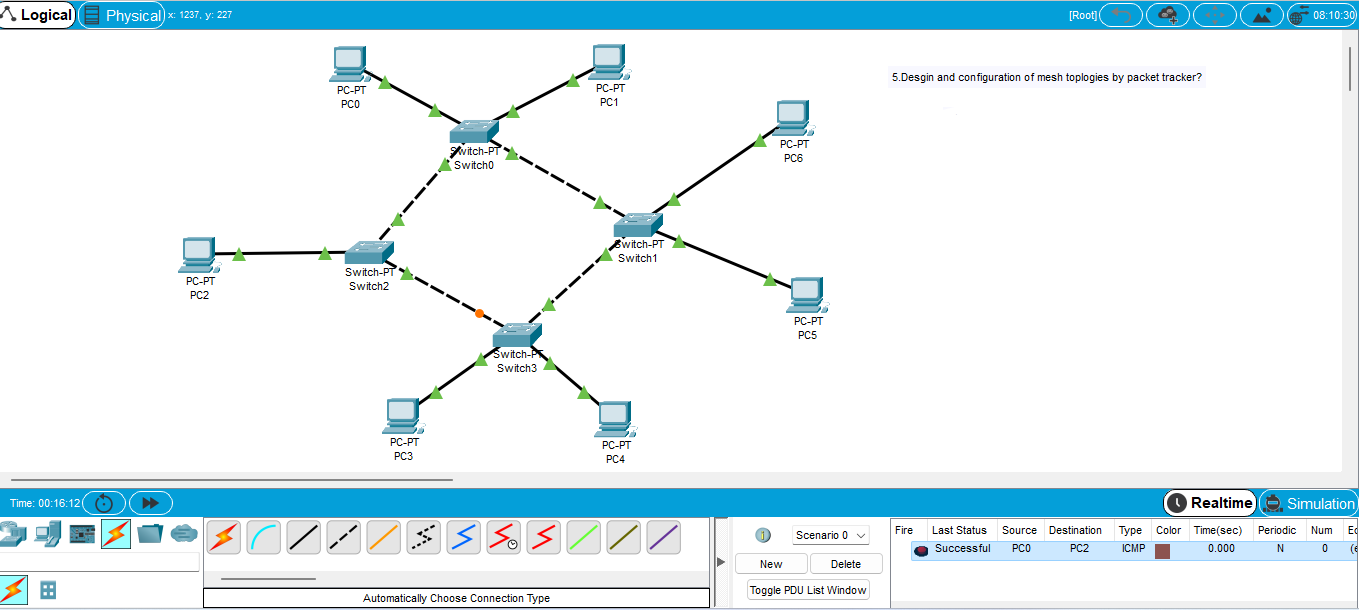 Logical
Physical
x: 1237, y: 227
[Root]
08:10:30
5.Desgin and configuration of mesh toplogies by packet tracker?
PC-PT
PC0
PC-PT
PC1
Switch-PT
Switch0
PC-PT
PC6
Switch-PT
Switch1
PC-PT
PC2
Switch-PT
Switch2
PC-PT
PC5
Switch-PT
Switch3
PC-PT
PC3
PC-PT
PC4
Time: 00:16:12
Realtime
Simulation
Scenario 0
New
Delete
Toggle PDU List Window
Automatically Choose Connection Type
Fire Last Status Source Destination Type Color Time(sec) Periodic Num
Successful PC0 PC2 ICMP 0.000 N 0